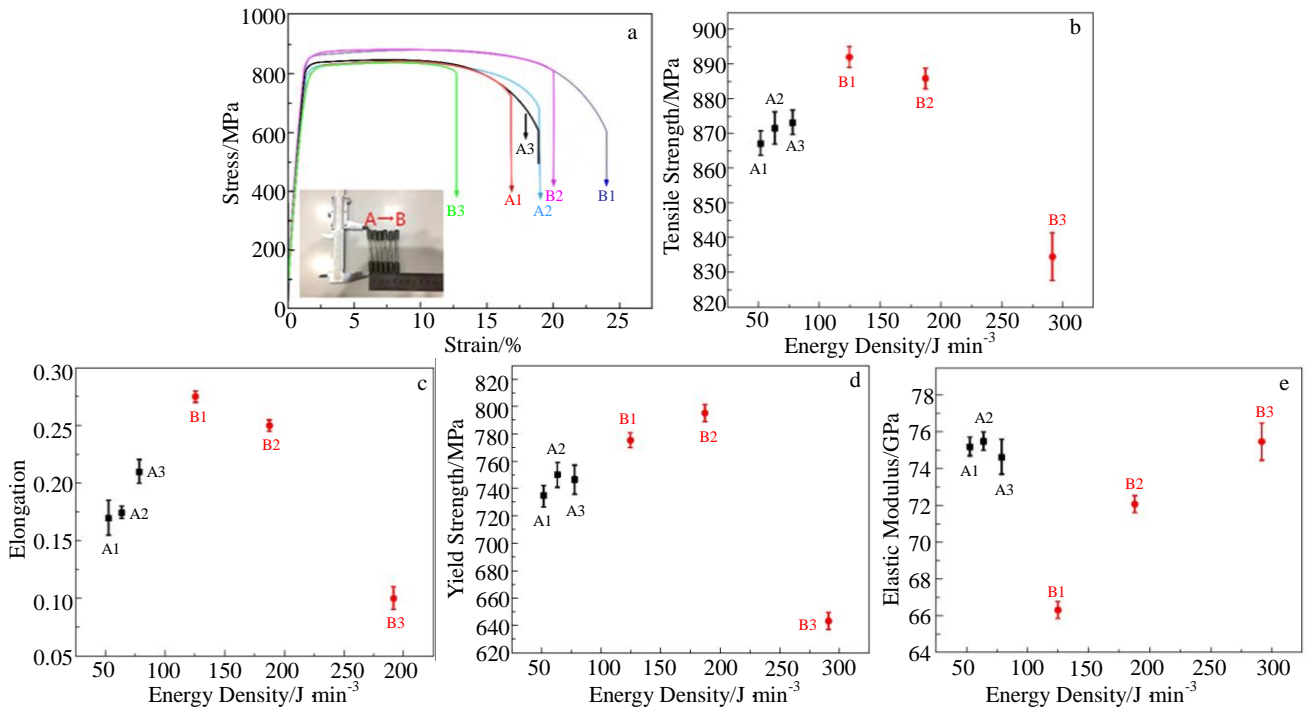 a
Stress/MPa
1000
800
600
400
200
0
A3
B3
A1
A2
B2
B1
A→B
0
5
10
15
20
25
Strain/%
b
Tensile Strength/MPa
900
890
880
870
860
850
840
830
820
A1
A2
A3
B1
B2
B3
50
100
150
200
250
300
Energy Density/J·min⁻³
c
Elongation
0.30
0.25
0.20
0.15
0.10
0.05
A1
A2
A3
B1
B2
B3
50
100
150
200
250
192
Energy Density/J·min⁻³
d
Yield Strength/MPa
820
800
780
760
740
720
700
680
660
640
620
A1
A2
A3
B1
B2
B3
50
100
150
200
250
300
Energy Density/J·min⁻³
e
Elastic Modulus/GPa
78
76
74
72
70
68
66
64
A1
A2
A3
B1
B2
B3
50
100
150
200
250
300
Energy Density/J·min⁻³